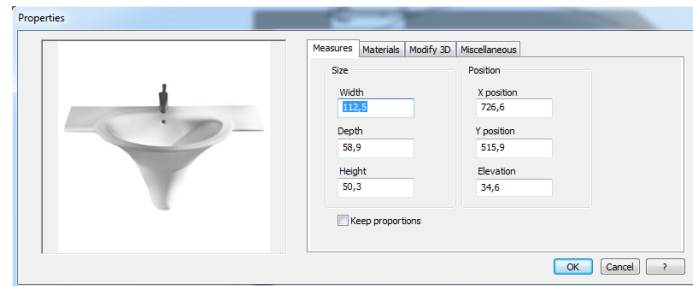 Properties
Measures Materials Modify 3D Miscellaneous
Size Position
Width X position
112,5 726,6
Depth Y position
58,9 515,9
Height Elevation
50,3 34,6
Keep proportions
OK Cancel ?